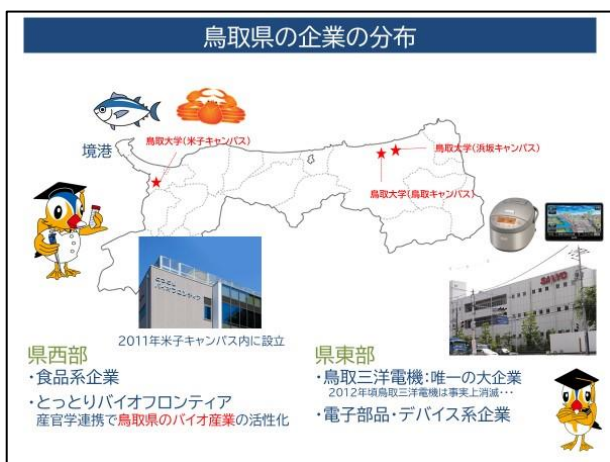 鳥取県の企業の分布
境港
鳥取大学(米子キャンパス)
鳥取大学(浜坂キャンパス)
鳥取大学(鳥取キャンパス)
SANYO
2011年米子キャンパス内に設立
県西部
・食品系企業
・とっとりバイオフロンティア
産官学連携で鳥取県のバイオ産業の活性化
県東部
・鳥取三洋電機:唯一の大企業
2012年頃鳥取三洋電機は事実上消滅・・・
・電子部品・デバイス系企業